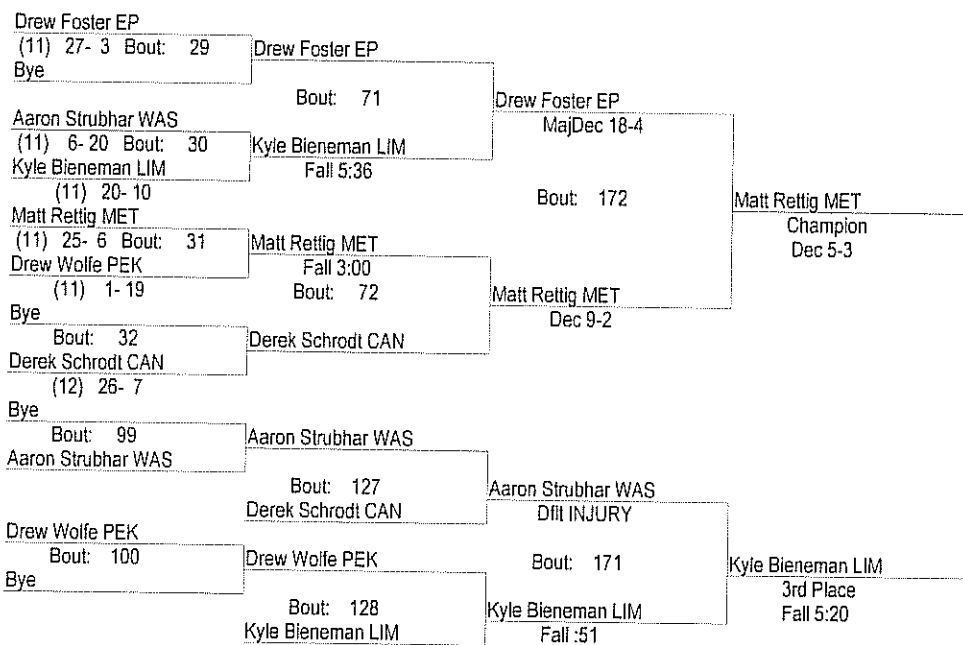 Drew Foster EP
(11) 27- 3 Bout: 29
Bye
Drew Foster EP
Bout: 71
Aaron Strubhar WAS
(11) 6- 20 Bout: 30
Kyle Bieneman LIM
(11) 20- 10
Kyle Bieneman LIM
Fall 5:36
Drew Foster EP
MajDec 18-4
Bout: 172
Matt Rettig MET
(11) 25- 6 Bout: 31
Drew Wolfe PEK
(11) 1- 19
Matt Rettig MET
Fall 3:00
Bout: 72
Bye
Bout: 32
Derek Schrodt CAN
(12) 26- 7
Derek Schrodt CAN
Matt Rettig MET
Dec 9-2
Matt Rettig MET
Champion
Dec 5-3
Bye
Bout: 99
Aaron Strubhar WAS
Aaron Strubhar WAS
Bout: 127
Derek Schrodt CAN
Aaron Strubhar WAS
Dflt INJURY
Bout: 171
Drew Wolfe PEK
Bout: 100
Bye
Drew Wolfe PEK
Bout: 128
Kyle Bieneman LIM
Kyle Bieneman LIM
Fall :51
Kyle Bieneman LIM
3rd Place
Fall 5:20